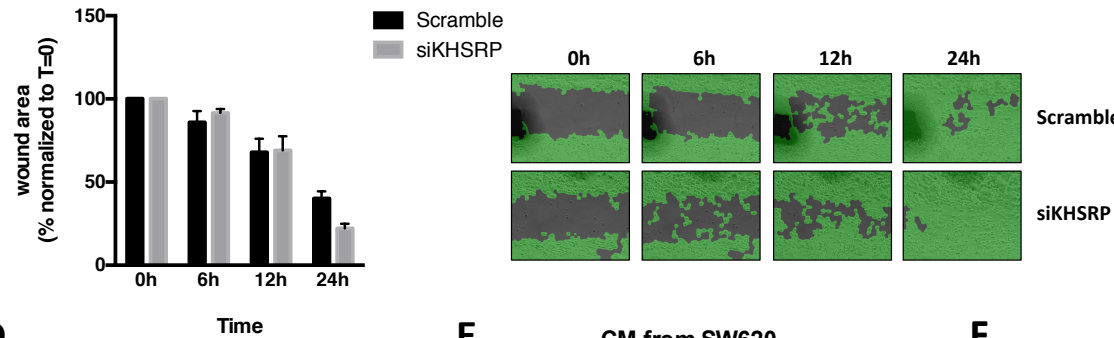 150
100
50
0
wound area
(% normalized to T=0)
0h 6h 12h 24h
Time
Scramble
siKHSRP
0h 6h 12h 24h
Scramble
siKHSRP
E
CM from SW620
F